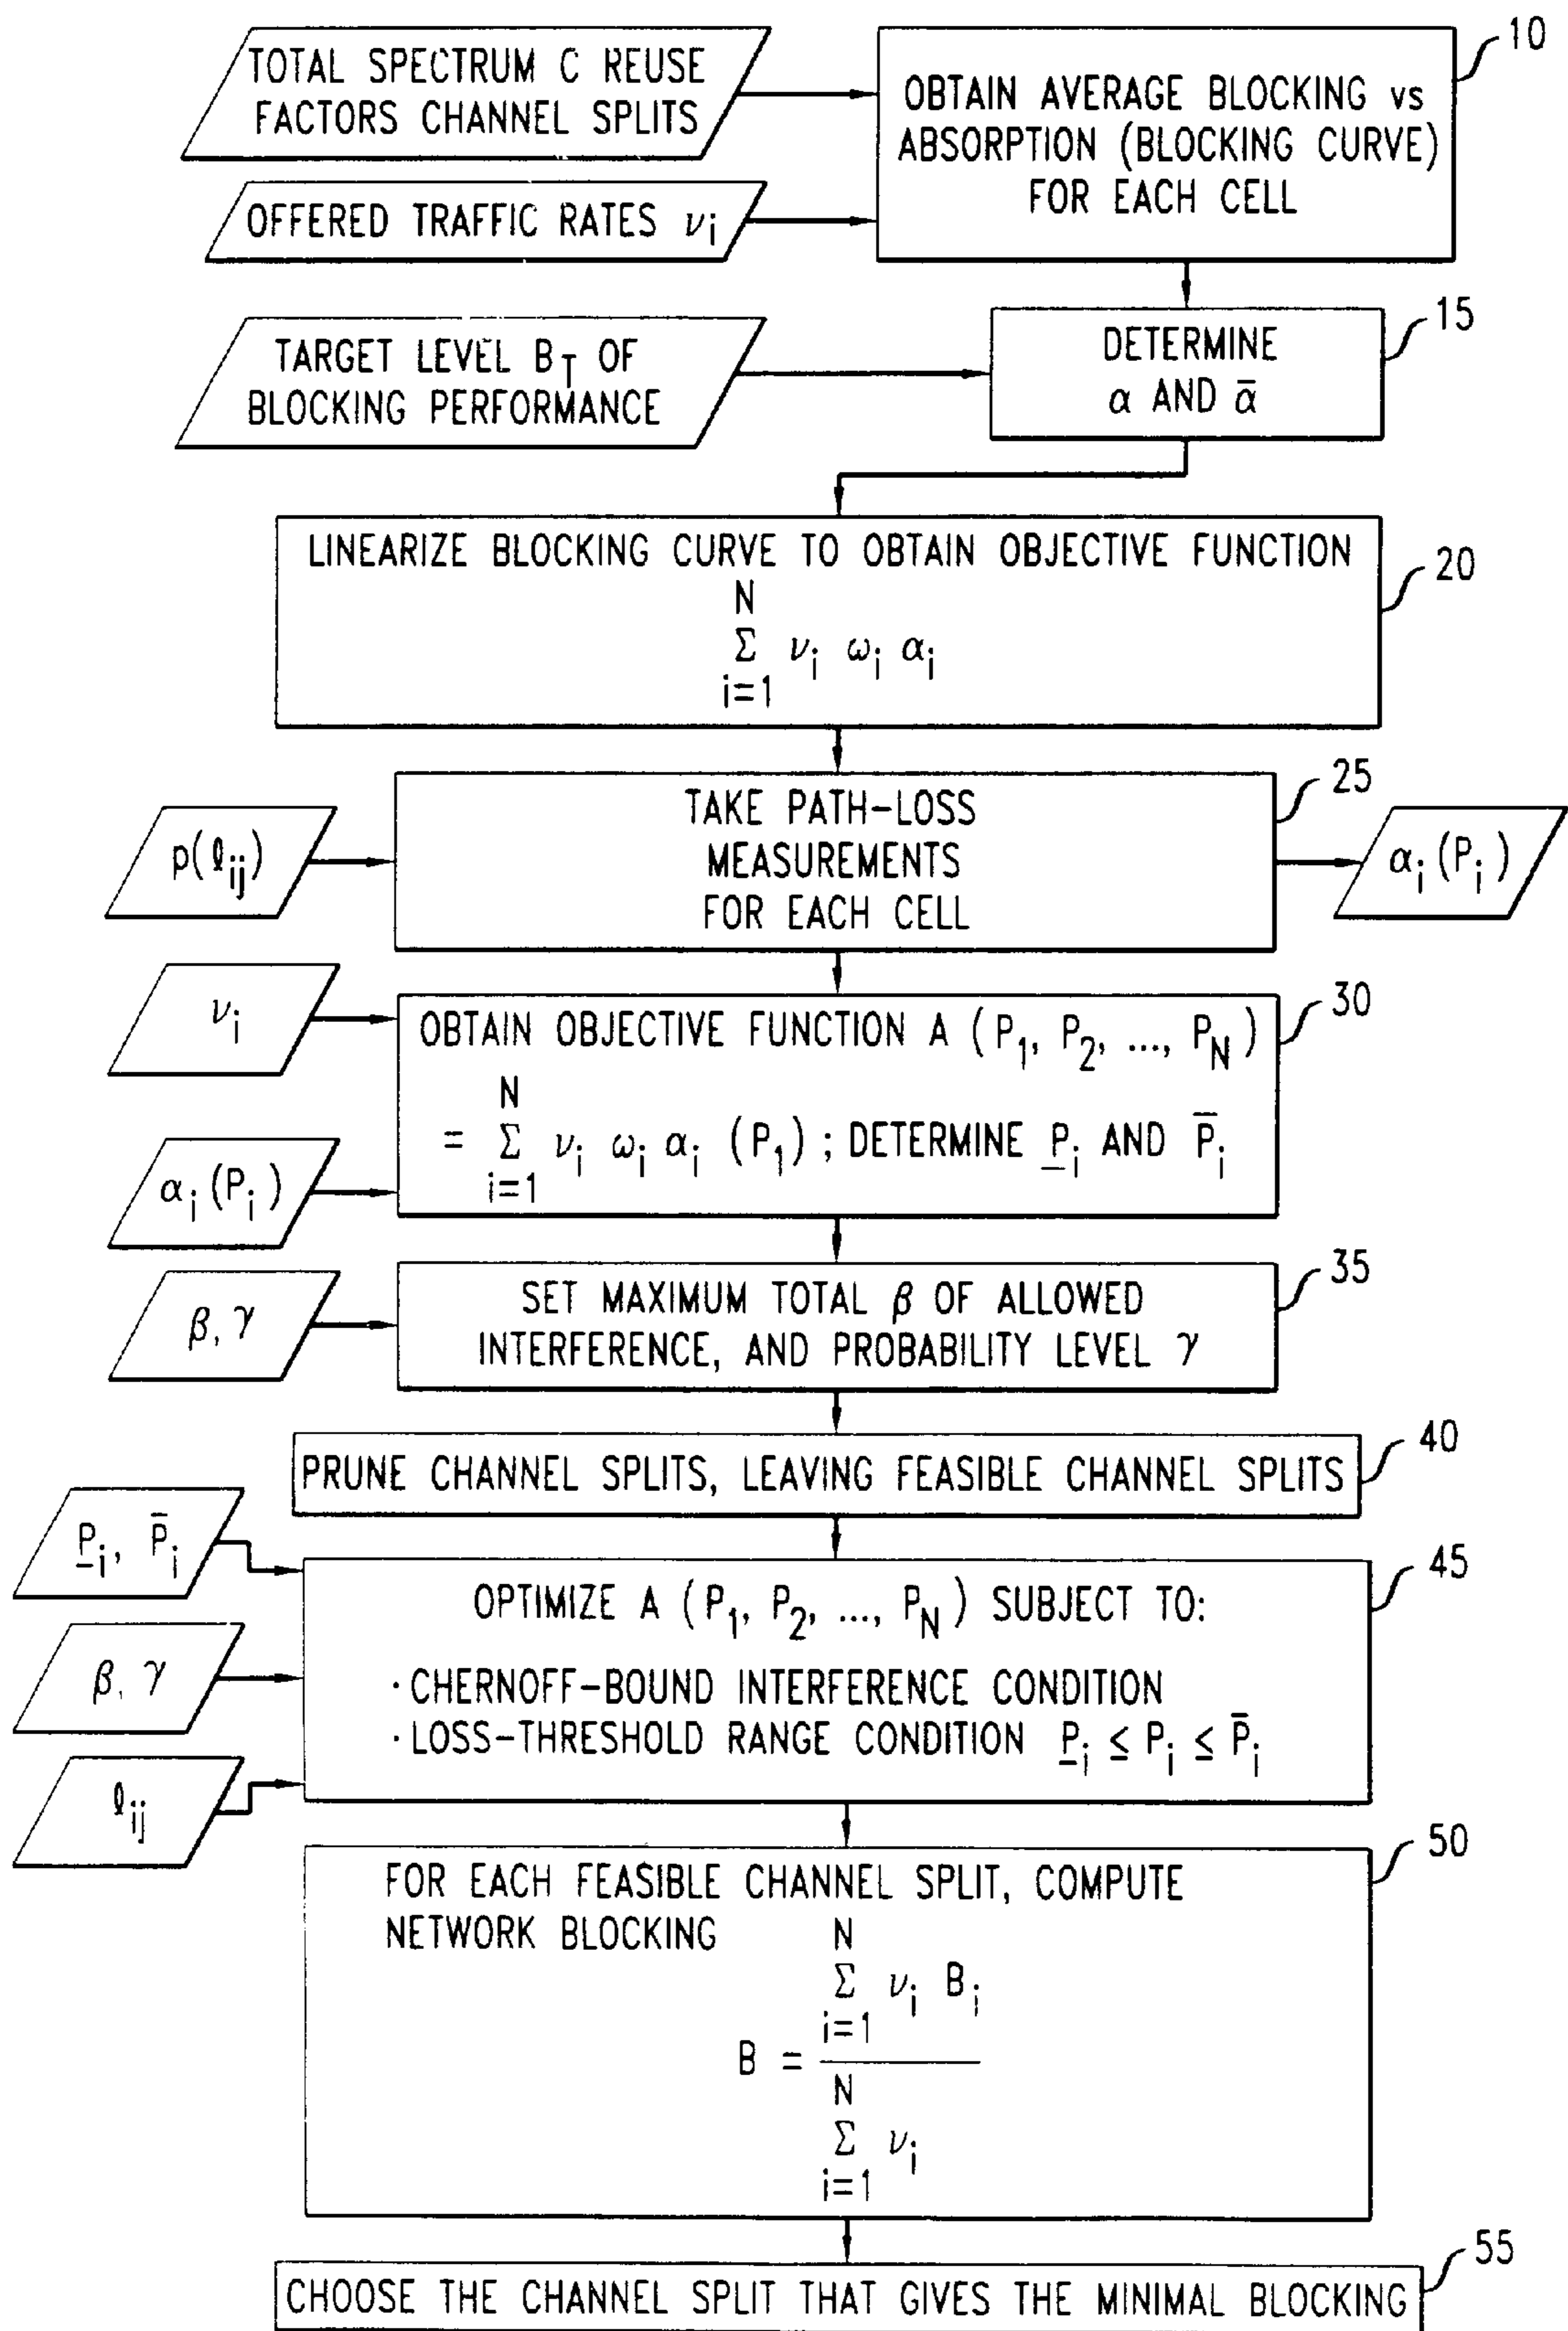 TOTAL SPECTRUM C REUSE
FACTORS CHANNEL SPLITS
OFFERED TRAFFIC RATES νi
10
OBTAIN AVERAGE BLOCKING vs
ABSORPTION (BLOCKING CURVE)
FOR EACH CELL
TARGET LEVEL BT OF
BLOCKING PERFORMANCE
15
DETERMINE
α AND ᾱ
20
LINEARIZE BLOCKING CURVE TO OBTAIN OBJECTIVE FUNCTION
N
Σ νi ωi αi
i=1
25
p(ℓij)
TAKE PATH-LOSS
MEASUREMENTS
FOR EACH CELL
αi(Pi)
30
νi
OBTAIN OBJECTIVE FUNCTION A (P1, P2, ..., PN)
N
= Σ νi ωi αi (P1) ; DETERMINE P̲i AND P̄i
i=1
αi(Pi)
35
β, γ
SET MAXIMUM TOTAL β OF ALLOWED
INTERFERENCE, AND PROBABILITY LEVEL γ
40
PRUNE CHANNEL SPLITS, LEAVING FEASIBLE CHANNEL SPLITS
P̲i, P̄i
45
OPTIMIZE A (P1, P2, ..., PN) SUBJECT TO:
β, γ
· CHERNOFF-BOUND INTERFERENCE CONDITION
· LOSS-THRESHOLD RANGE CONDITION P̲i ≤ Pi ≤ P̄i
ℓij
50
FOR EACH FEASIBLE CHANNEL SPLIT, COMPUTE
NETWORK BLOCKING
N
Σ νi Bi
i=1
B =
N
Σ νi
i=1
55
CHOOSE THE CHANNEL SPLIT THAT GIVES THE MINIMAL BLOCKING